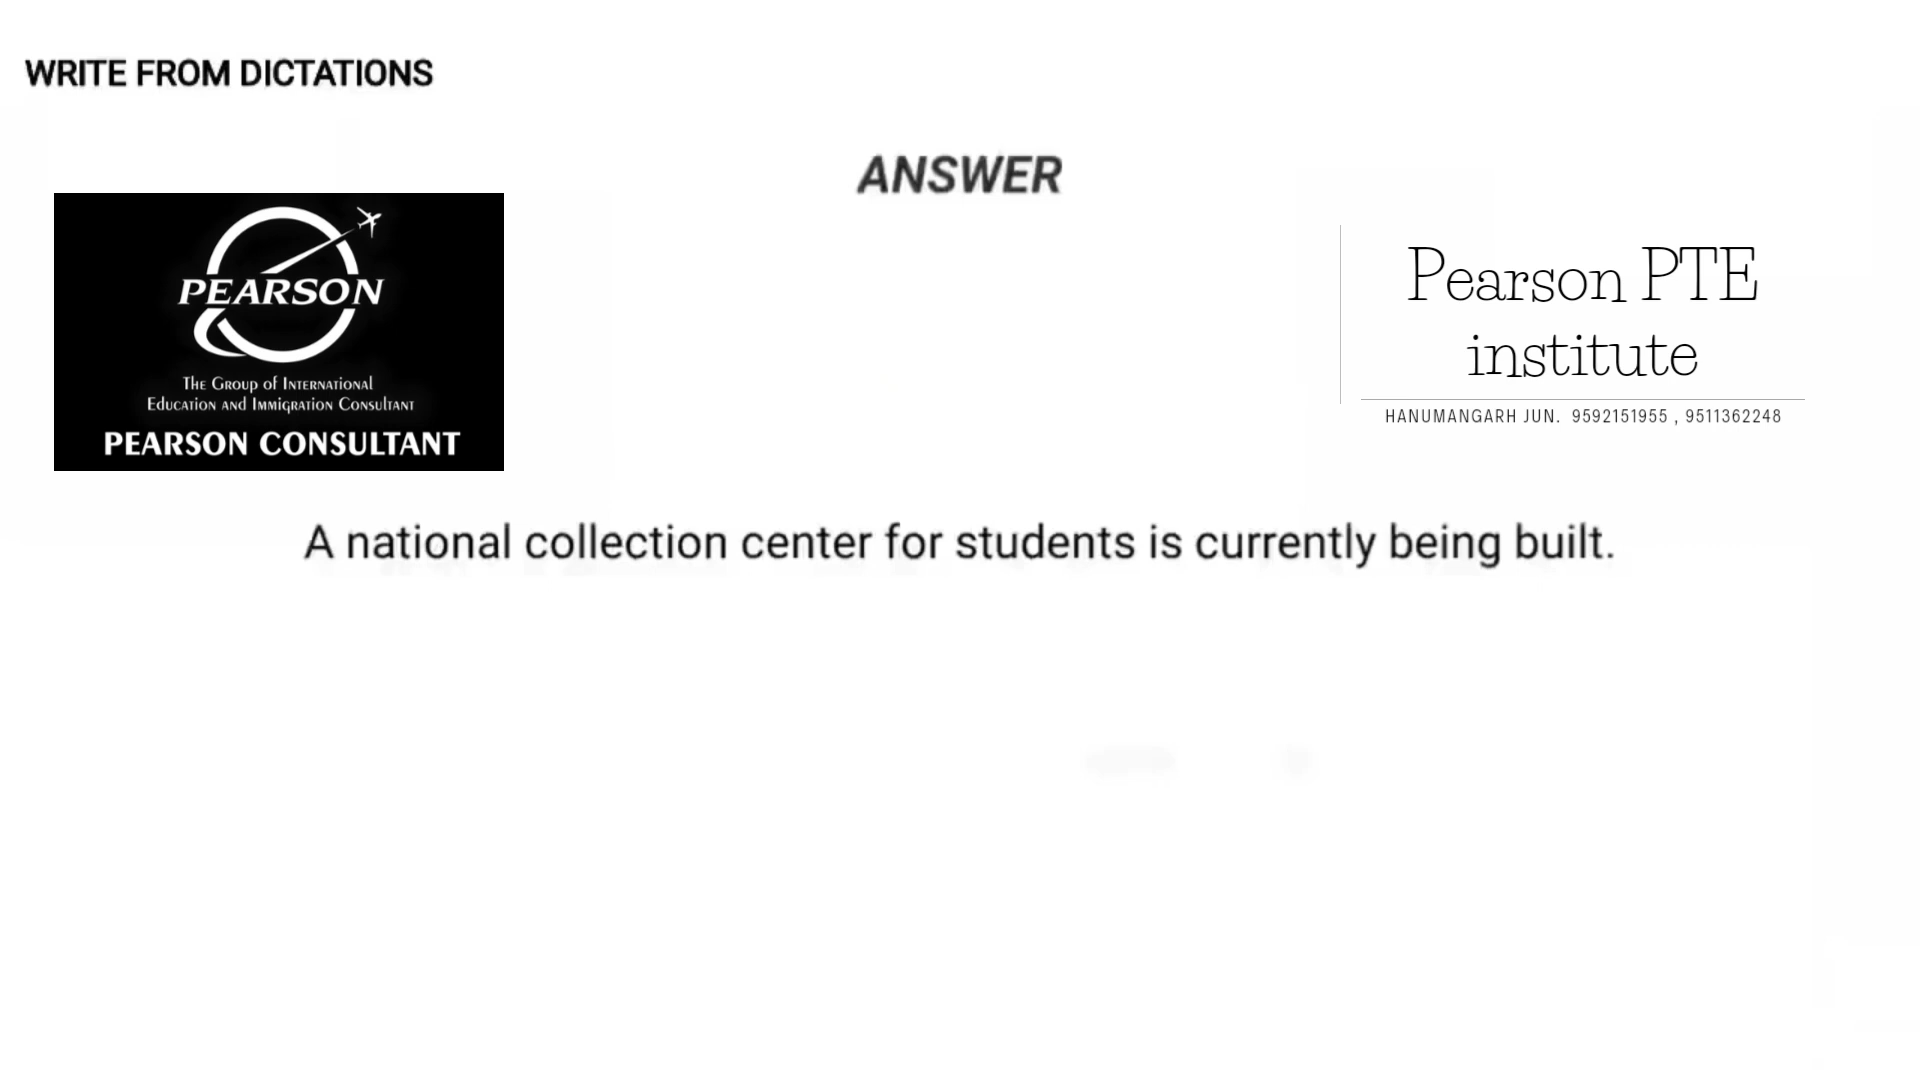 WRITE FROM DICTATIONS
ANSWER
PEARSON
The Group of International
Education and Immigration Consultant
PEARSON CONSULTANT
Pearson PTE
institute
HANUMANGARH JUN. 9592151955 , 9511362248
A national collection center for students is currently being built.